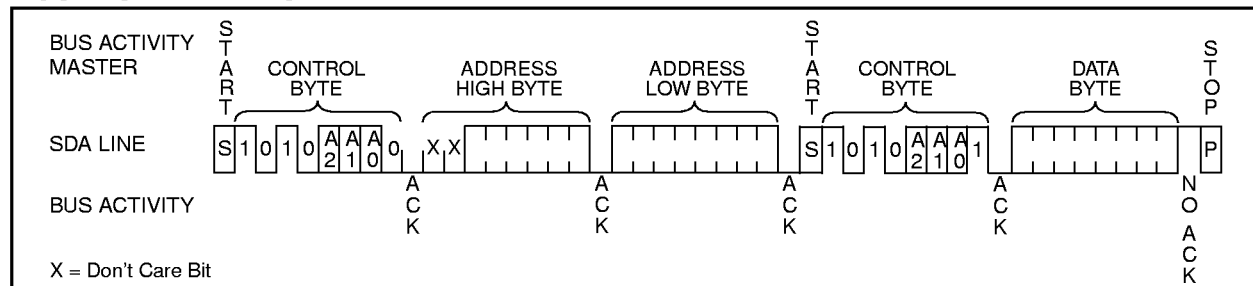 BUS ACTIVITY
MASTER
START
CONTROL
BYTE
ADDRESS
HIGH BYTE
ADDRESS
LOW BYTE
START
CONTROL
BYTE
DATA
BYTE
STOP
SDA LINE
S 1 0 1 0 A2 A1 A0 0 X X S 1 0 1 0 A2 A1 A0 1 P
BUS ACTIVITY
ACK
ACK
ACK
ACK
NO ACK
X = Don't Care Bit